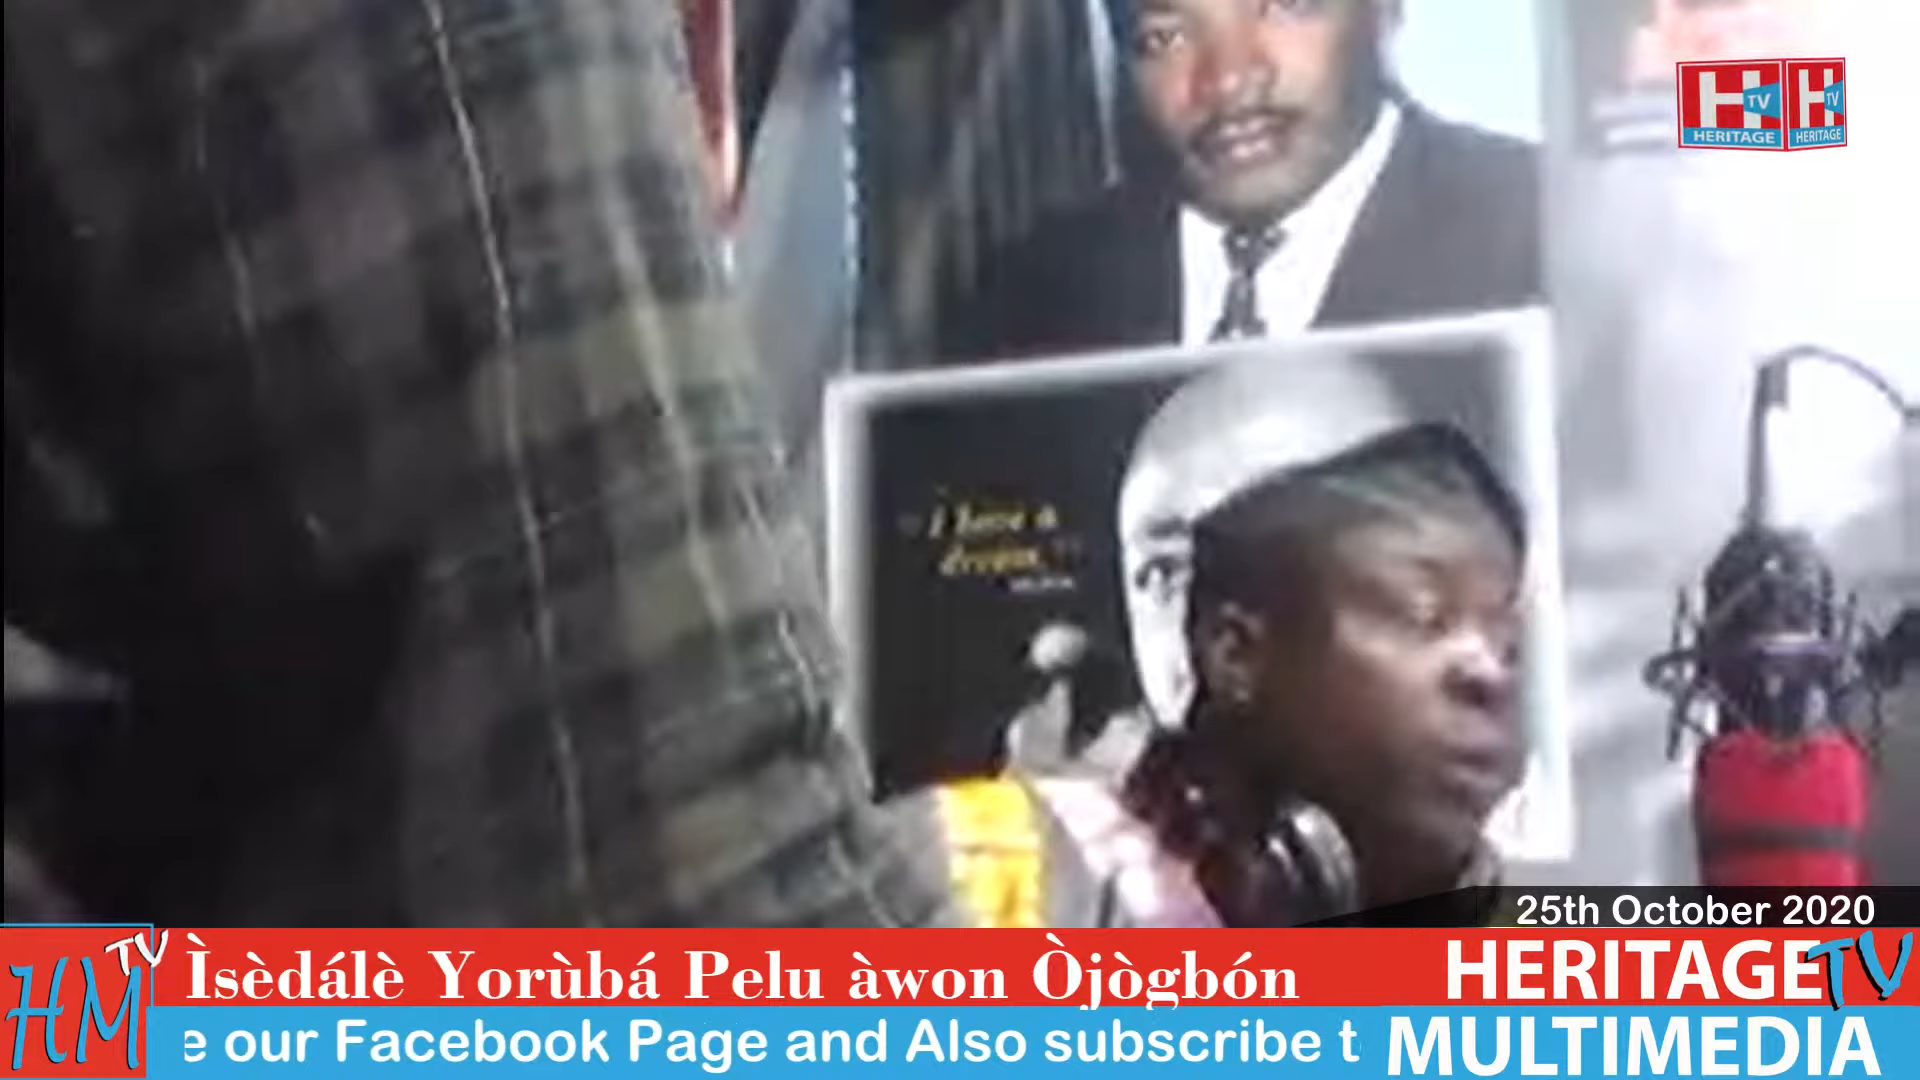 H TV H TV
HERITAGE HERITAGE
I have a
dream
25th October 2020
Ìsèdálè Yorùbá Pelu àwon Òjògbón
HERITAGE TV
HM TV
e our Facebook Page and Also subscribe t
MULTIMEDIA